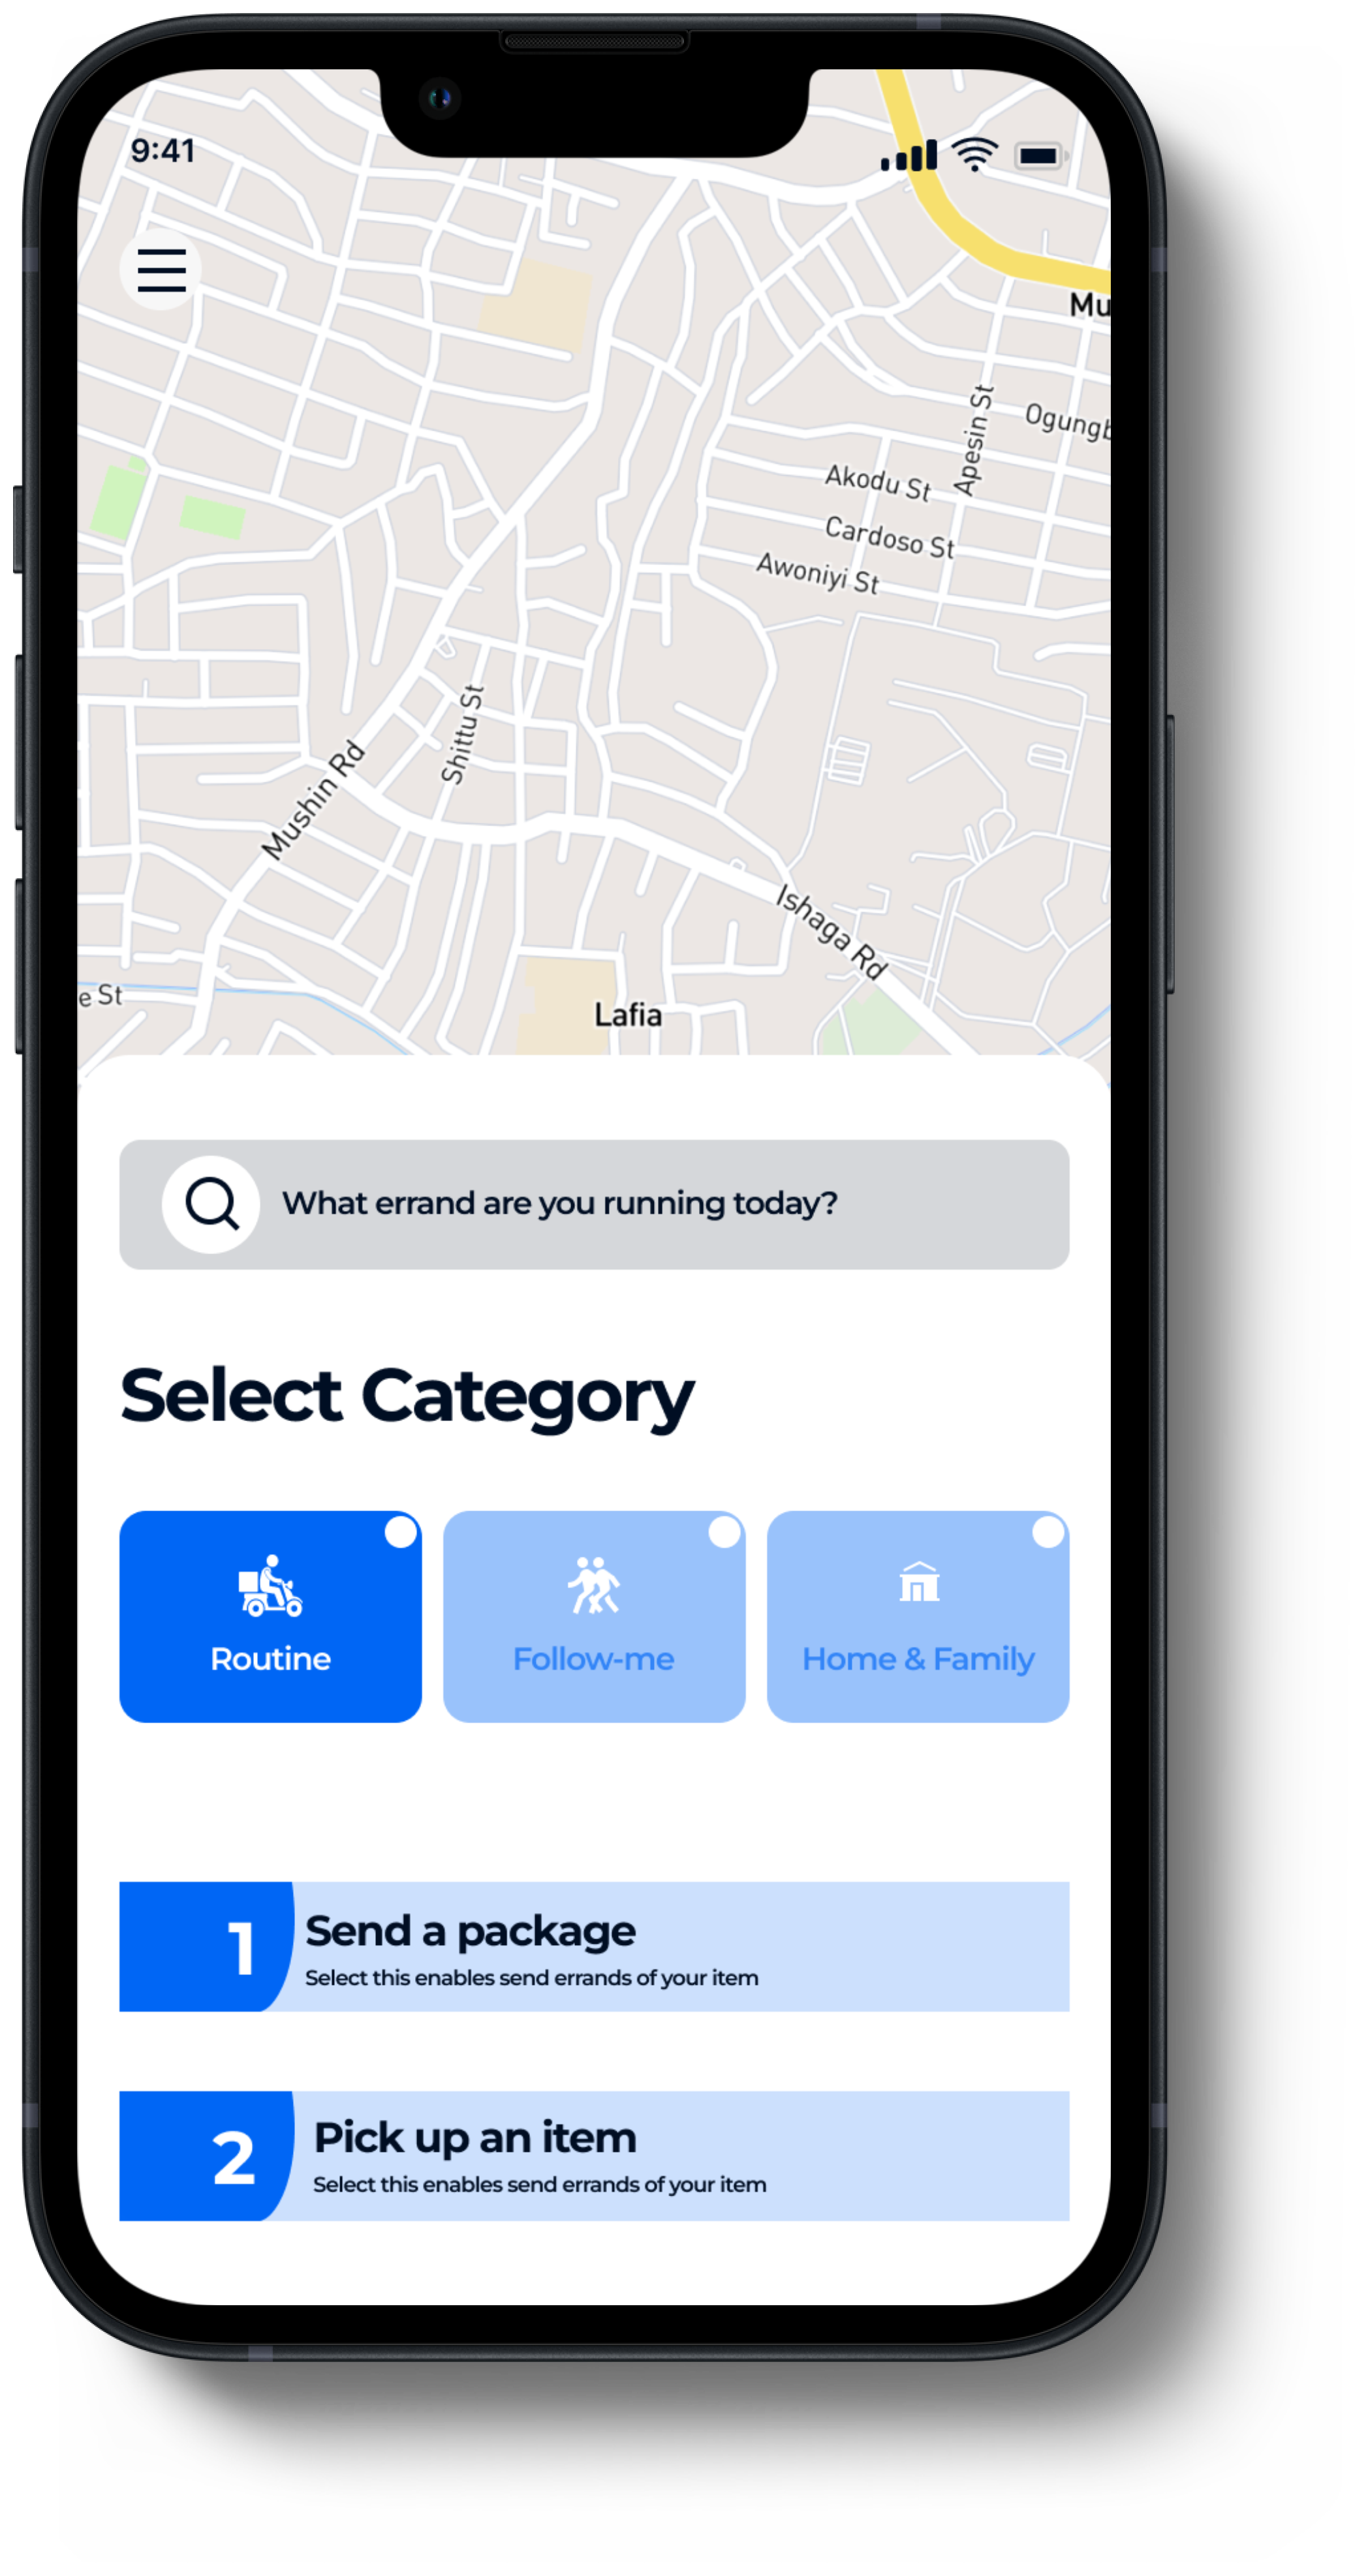 9:41
Mu
Ogungb
Apesin St
Akodu St
Cardoso St
Awoniyi St
Shittu St
Mushin Rd
Ishaga Rd
e St
Lafia
What errand are you running today?
Select Category
Routine
Follow-me
Home & Family
1
Send a package
Select this enables send errands of your item
2
Pick up an item
Select this enables send errands of your item